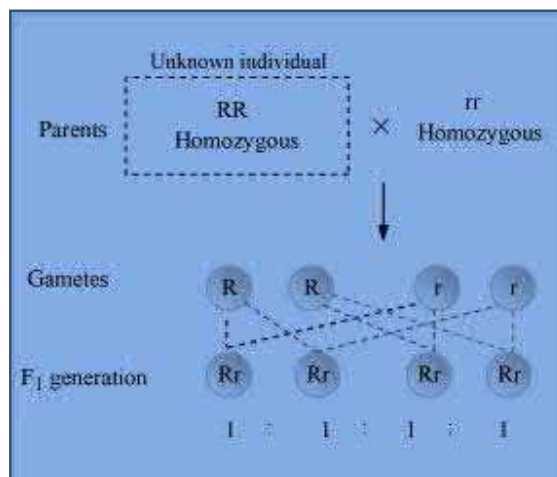 Unknown individual
RR
rr
Parents
Homozygous
×
Homozygous
Gametes
R R r r
F₁ generation
Rr Rr Rr Rr
1 : 1 : 1 : 1